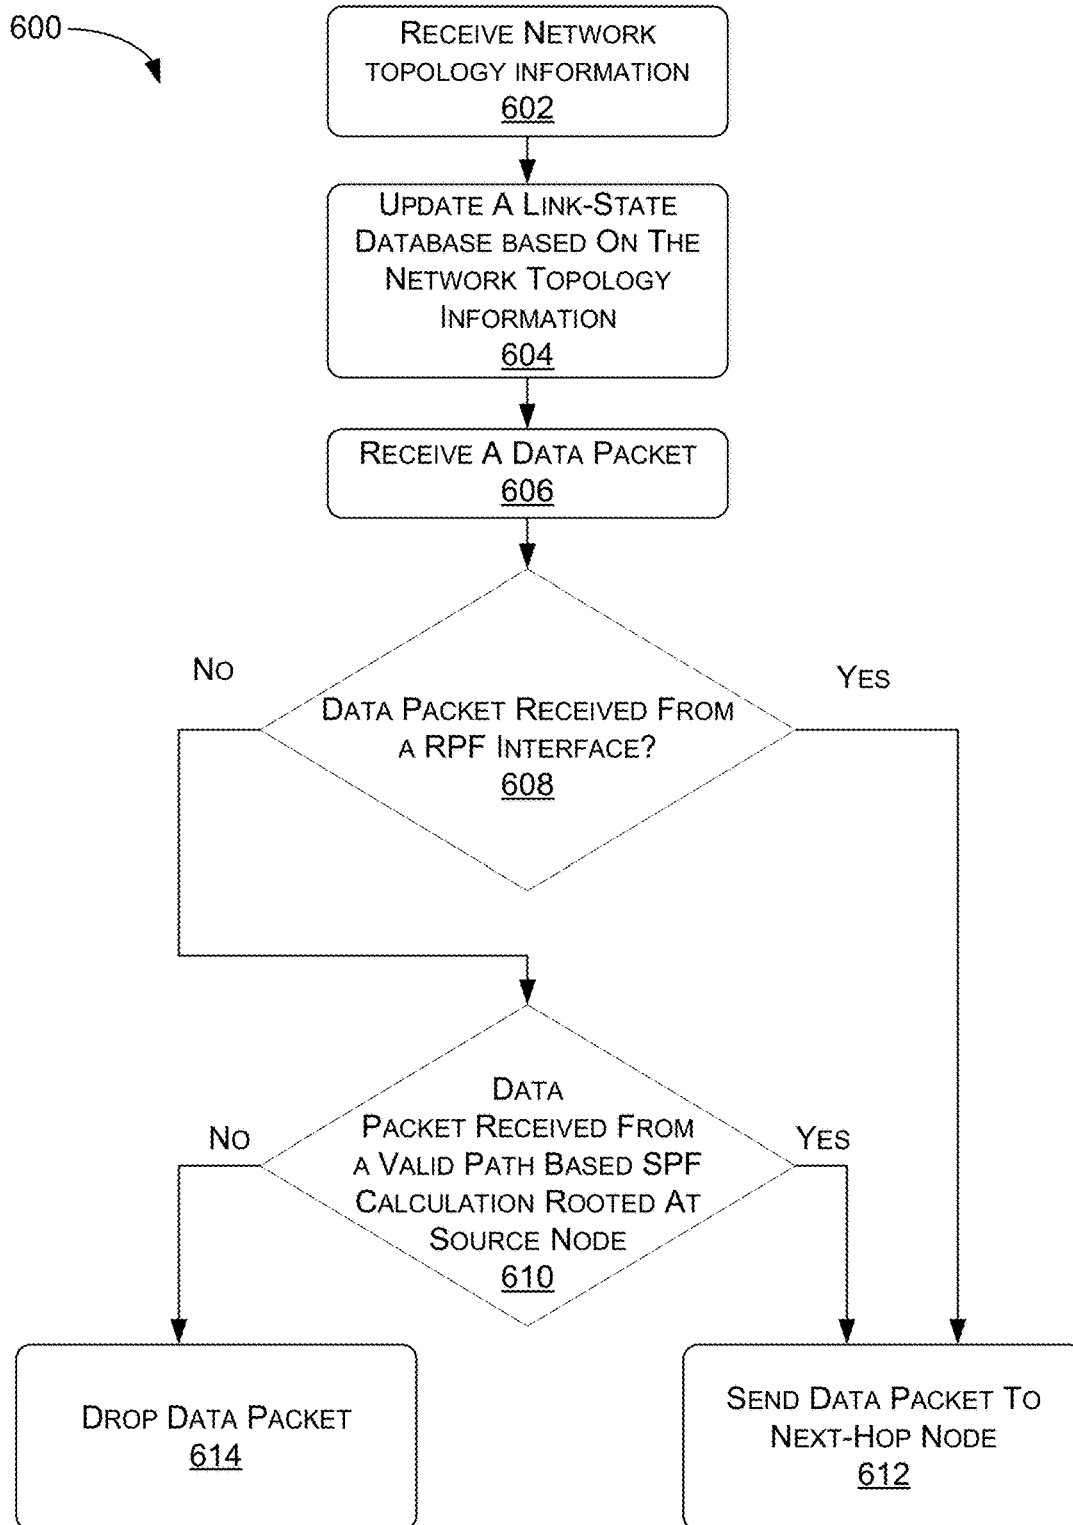 600
RECEIVE NETWORK
TOPOLOGY INFORMATION
602
UPDATE A LINK-STATE
DATABASE BASED ON THE
NETWORK TOPOLOGY
INFORMATION
604
RECEIVE A DATA PACKET
606
NO
YES
DATA PACKET RECEIVED FROM
A RPF INTERFACE?
608
DATA
PACKET RECEIVED FROM
A VALID PATH BASED SPF
CALCULATION ROOTED AT
SOURCE NODE
610
NO
YES
DROP DATA PACKET
614
SEND DATA PACKET TO
NEXT-HOP NODE
612